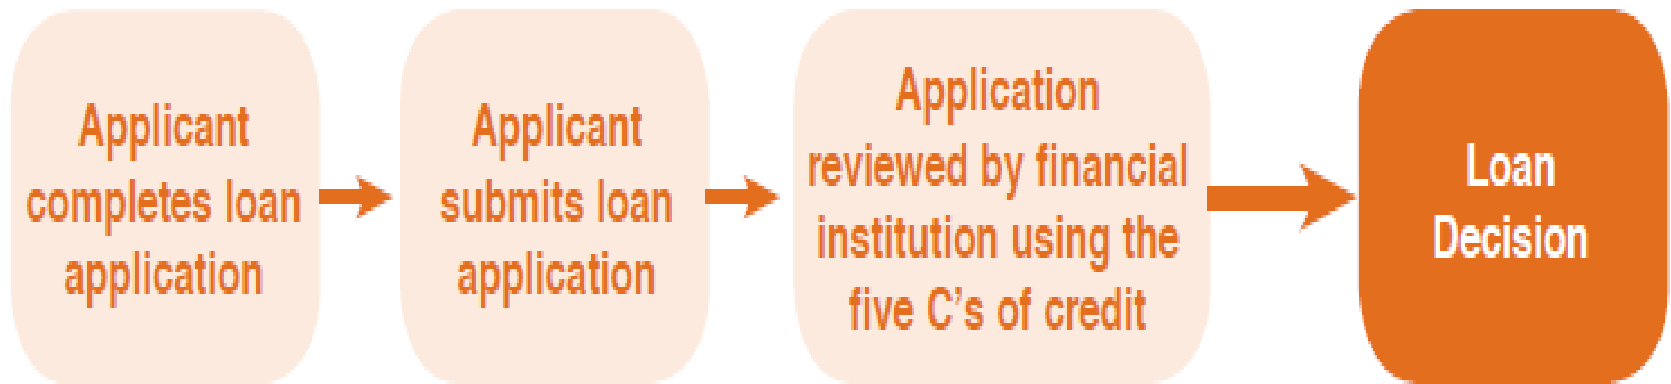 Applicant
completes loan
application
Applicant
submits loan
application
Application
reviewed by financial
institution using the
five C's of credit
Loan
Decision